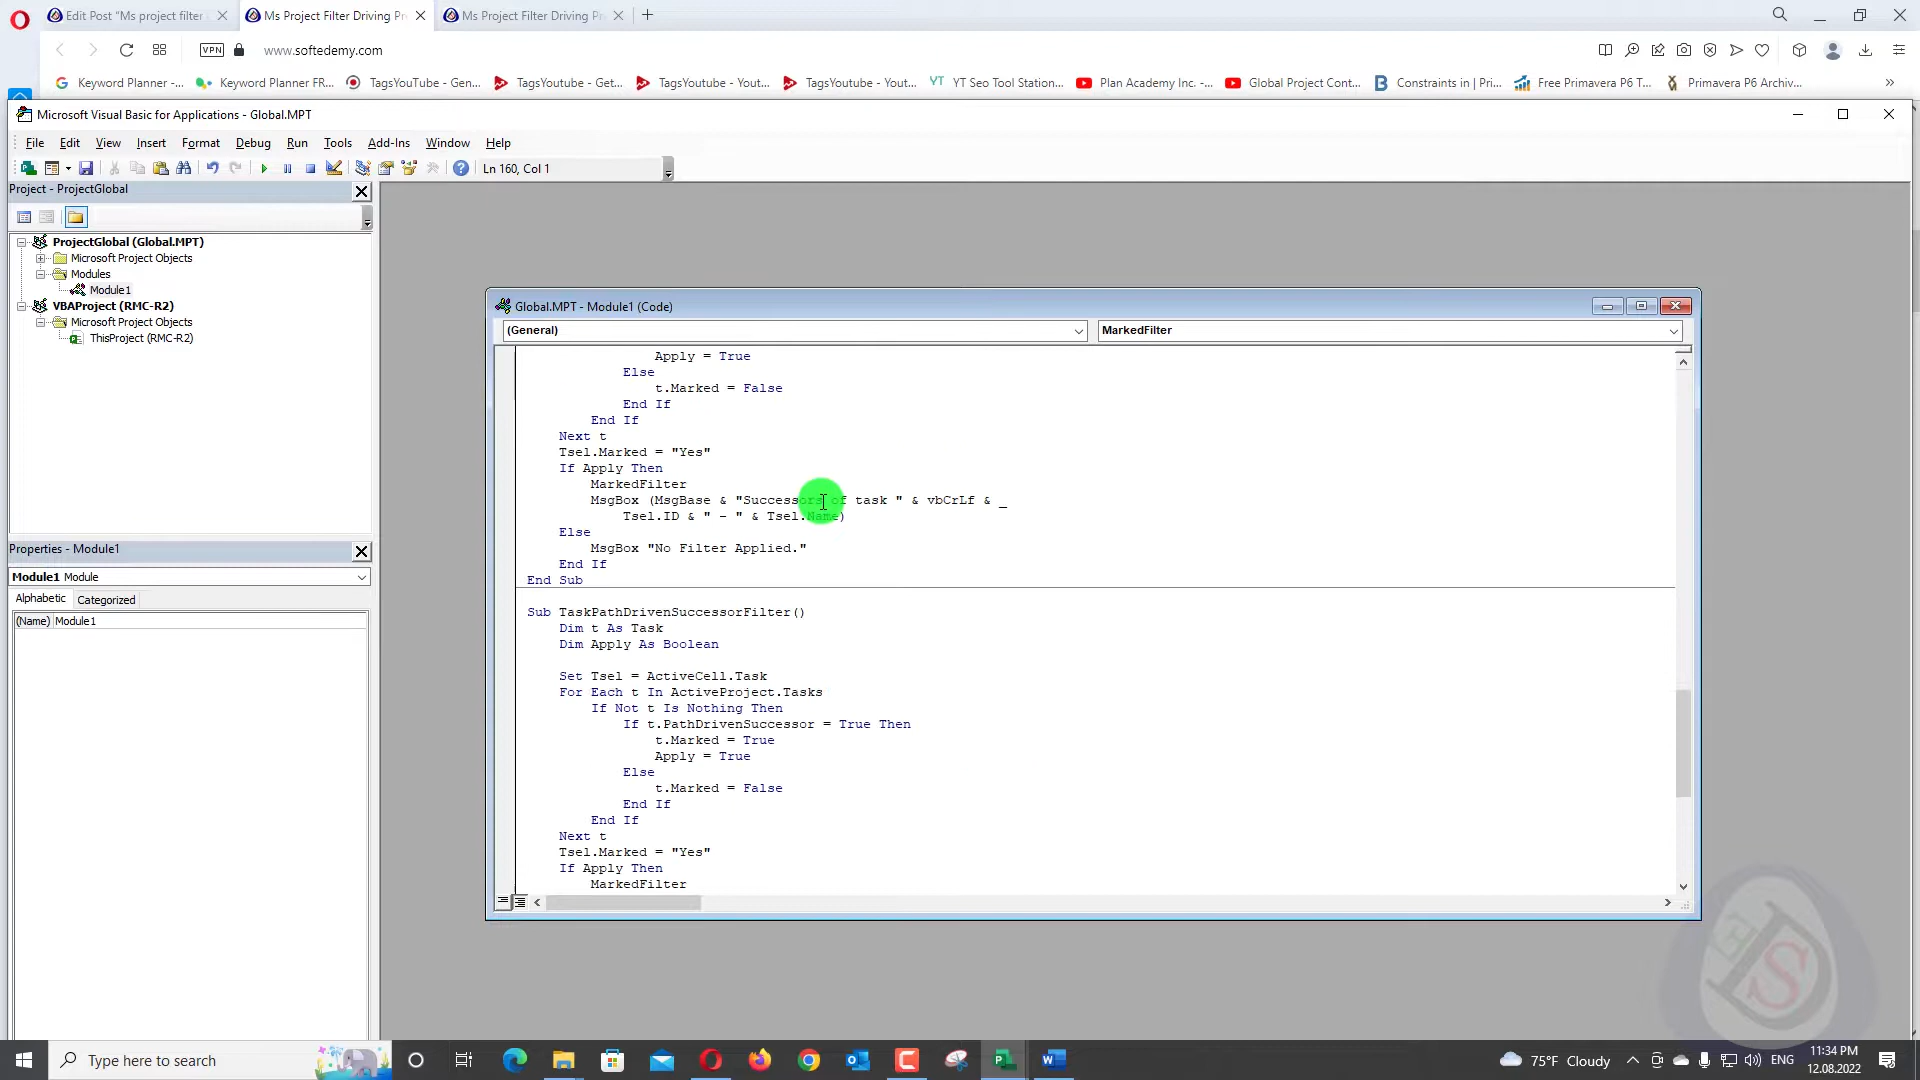 Edit Post "Ms project filter
Ms Project Filter Driving Pr
Ms Project Filter Driving Pr
VPN
www.softedemy.com
Keyword Planner -...
Keyword Planner FR...
TagsYouTube - Gen...
TagsYoutube - Get...
TagsYoutube - Yout...
TagsYoutube - Yout...
YT
YT Seo Tool Station...
Plan Academy Inc. -...
Global Project Cont...
Constraints in | Pri...
Free Primavera P6 T...
Primavera P6 Archiv...
Microsoft Visual Basic for Applications - Global.MPT
File Edit View Insert Format Debug Run Tools Add-Ins Window Help
Ln 160, Col 1
Project - ProjectGlobal
ProjectGlobal (Global.MPT)
Microsoft Project Objects
Modules
Module1
VBAProject (RMC-R2)
Microsoft Project Objects
ThisProject (RMC-R2)
Properties - Module1
Module1 Module
Alphabetic Categorized
(Name) Module1
Global.MPT - Module1 (Code)
(General)
MarkedFilter
Apply = True
Else
t.Marked = False
End If
End If
Next t
Tsel.Marked = "Yes"
If Apply Then
MarkedFilter
MsgBox (MsgBase & "Successors of task " & vbCrLf & _
Tsel.ID & " - " & Tsel.Name)
Else
MsgBox "No Filter Applied."
End If
End Sub
Sub TaskPathDrivenSuccessorFilter()
Dim t As Task
Dim Apply As Boolean
Set Tsel = ActiveCell.Task
For Each t In ActiveProject.Tasks
If Not t Is Nothing Then
If t.PathDrivenSuccessor = True Then
t.Marked = True
Apply = True
Else
t.Marked = False
End If
End If
Next t
Tsel.Marked = "Yes"
If Apply Then
MarkedFilter
Type here to search
75°F Cloudy
ENG
11:34 PM
12.08.2022